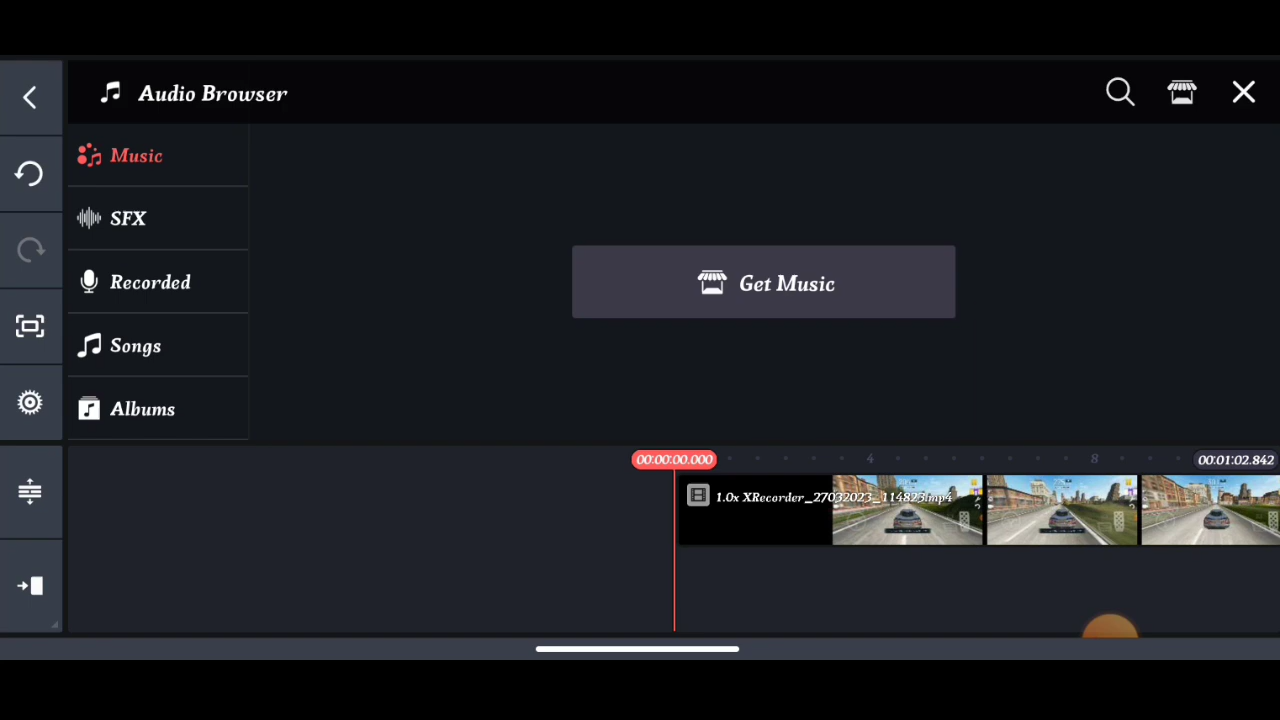 Audio Browser
Music
SFX
Recorded
Songs
Albums
Get Music
00:00:00.000
4
8
00:01:02.842
1.0x XRecorder_27032023_114823.mp4